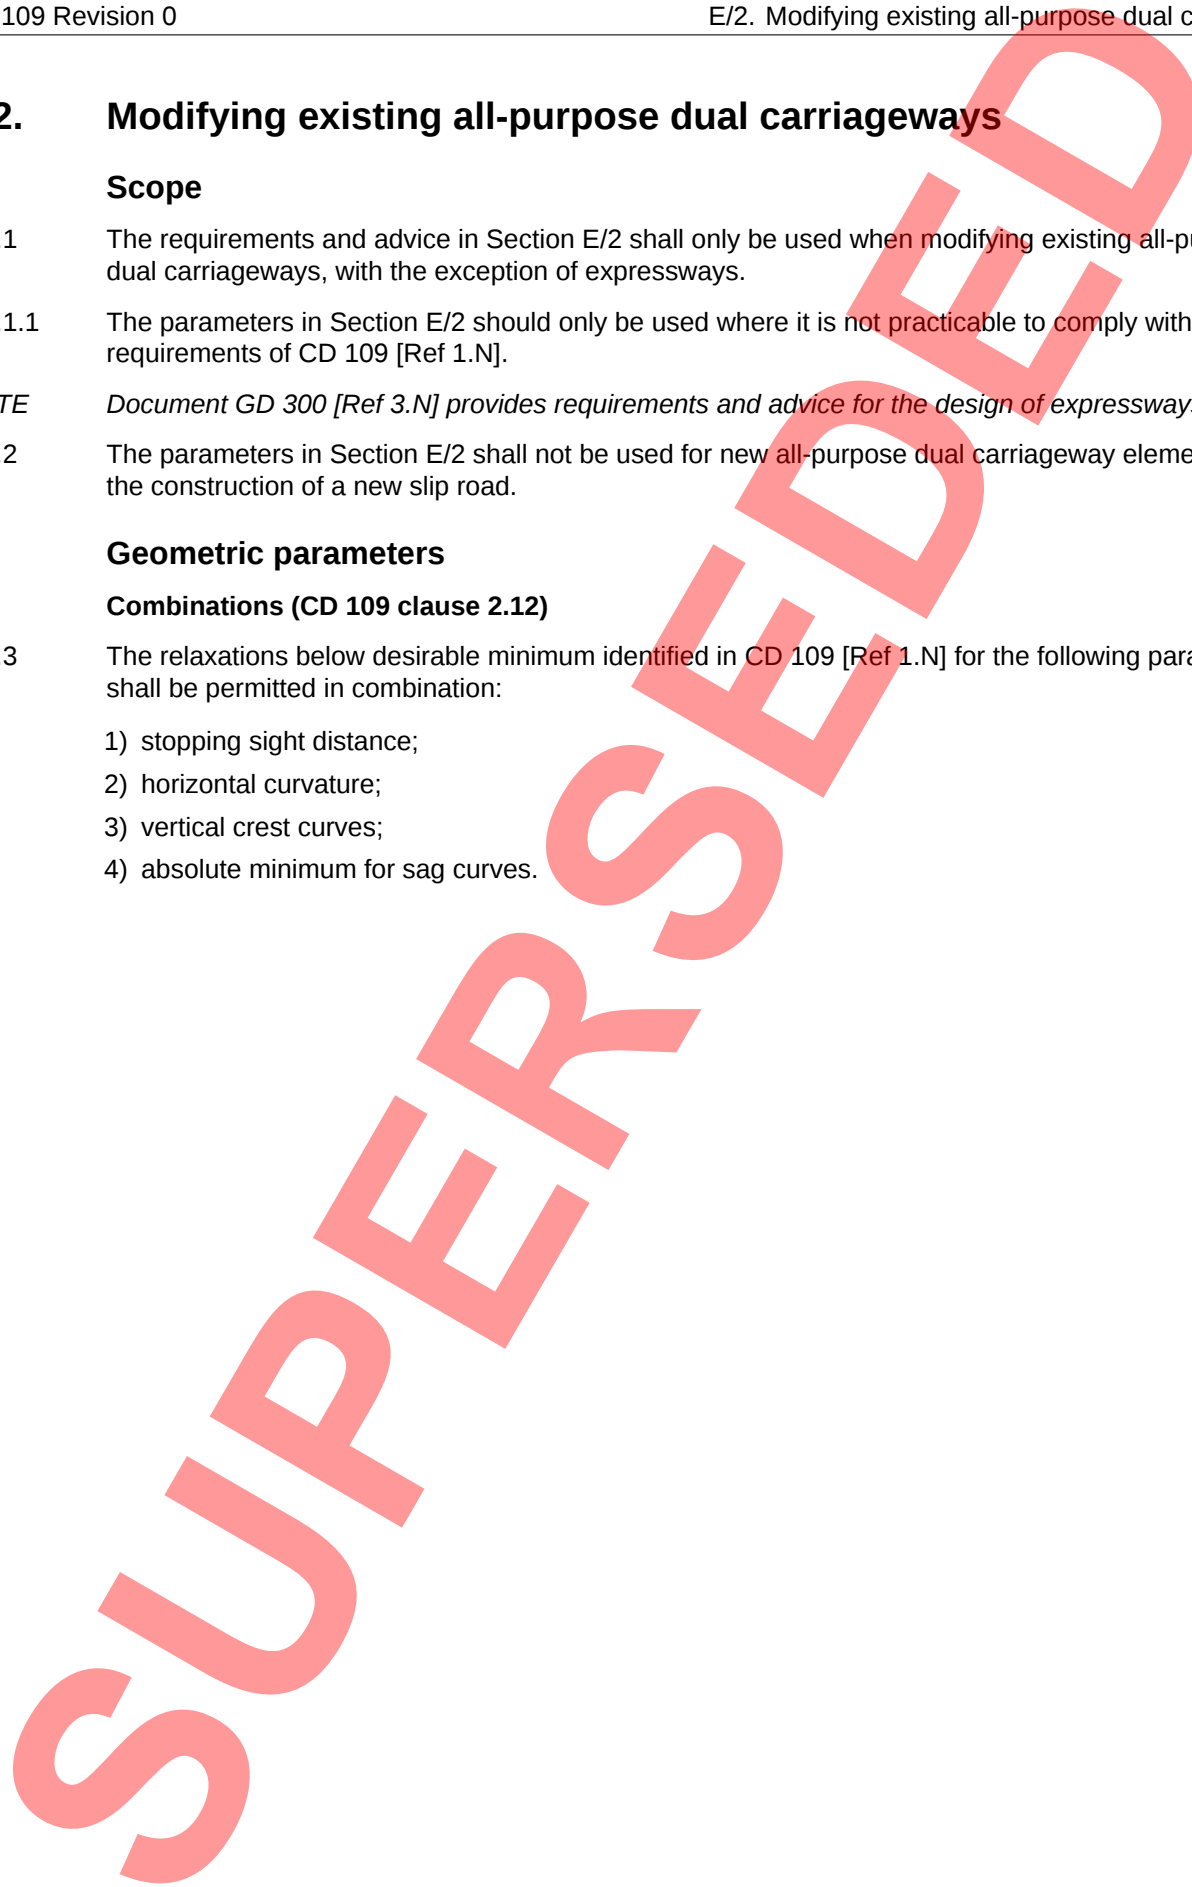 109 Revision 0 E/2. Modifying existing all-purpose dual c
2. Modifying existing all-purpose dual carriageways
Scope
.1 The requirements and advice in Section E/2 shall only be used when modifying existing all-pu
dual carriageways, with the exception of expressways.
.1.1 The parameters in Section E/2 should only be used where it is not practicable to comply with
requirements of CD 109 [Ref 1.N].
TE Document GD 300 [Ref 3.N] provides requirements and advice for the design of expressways
.2 The parameters in Section E/2 shall not be used for new all-purpose dual carriageway eleme
the construction of a new slip road.
Geometric parameters
Combinations (CD 109 clause 2.12)
.3 The relaxations below desirable minimum identified in CD 109 [Ref 1.N] for the following para
shall be permitted in combination:
1) stopping sight distance;
2) horizontal curvature;
3) vertical crest curves;
4) absolute minimum for sag curves.
SUPERSEDED